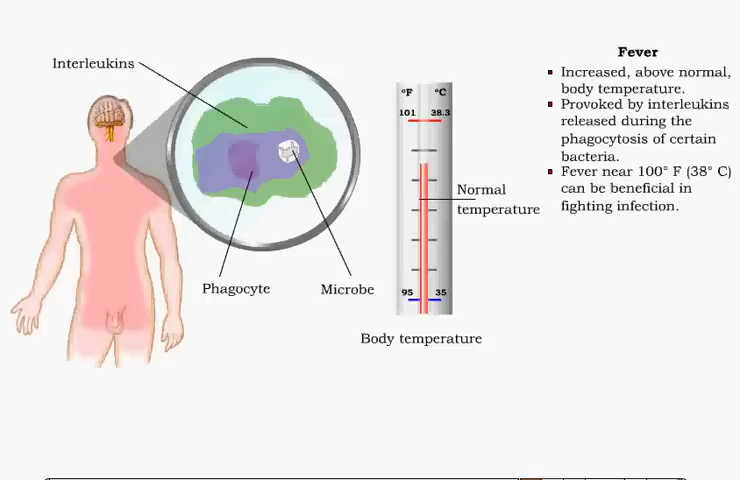 Fever
Interleukins
Increased, above normal,
body temperature.
Provoked by interleukins
released during the
phagocytosis of certain
bacteria.
Fever near 100° F (38° C)
can be beneficial in
fighting infection.
°F °C
101 38.3
Normal
temperature
95 35
Phagocyte
Microbe
Body temperature